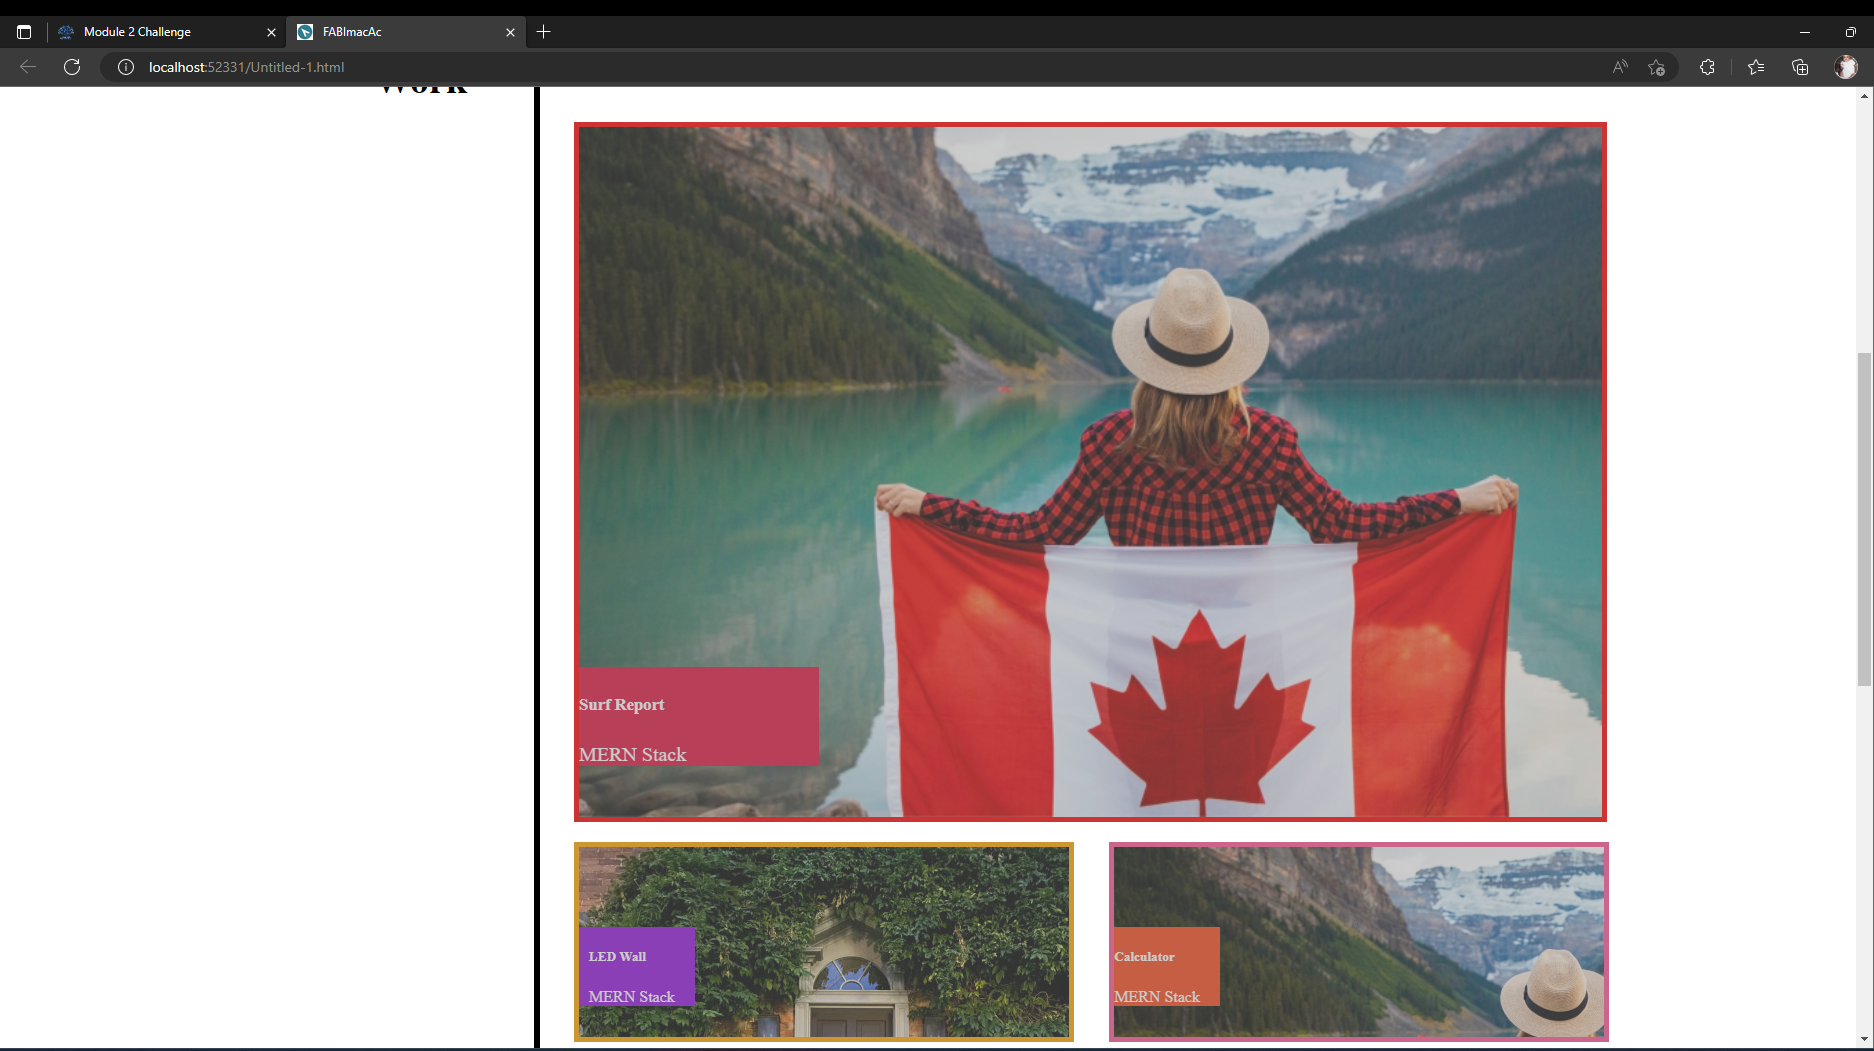 Module 2 Challenge
FABImacAc
localhost:52331/Untitled-1.html
Work
Surf Report
MERN Stack
LED Wall
MERN Stack
Calculator
MERN Stack